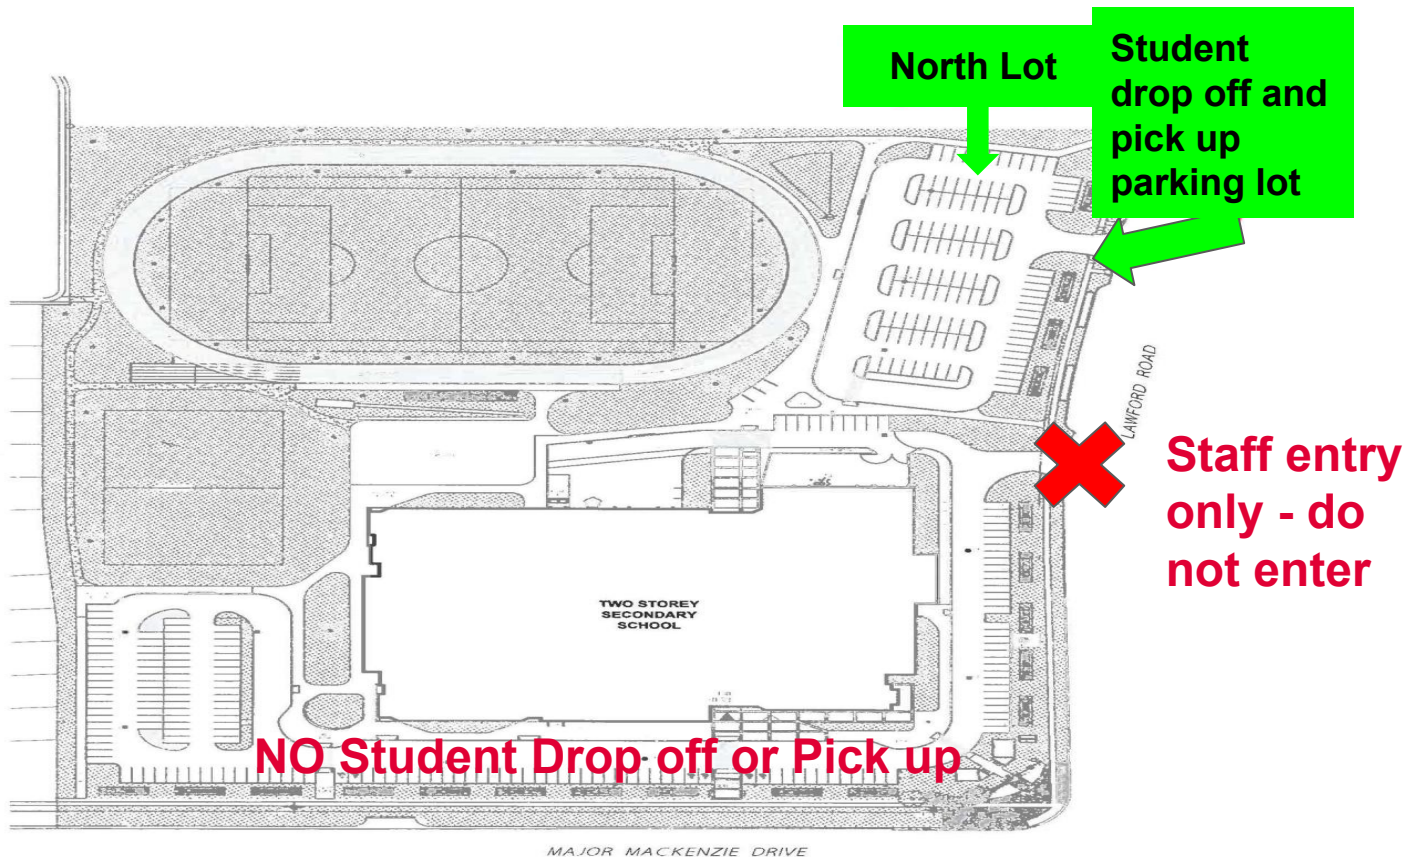 North Lot
Student
drop off and
pick up
parking lot
LAWFORD ROAD
Staff entry
only - do
not enter
TWO STOREY
SECONDARY
SCHOOL
NO Student Drop off or Pick up
MAJOR MACKENZIE DRIVE